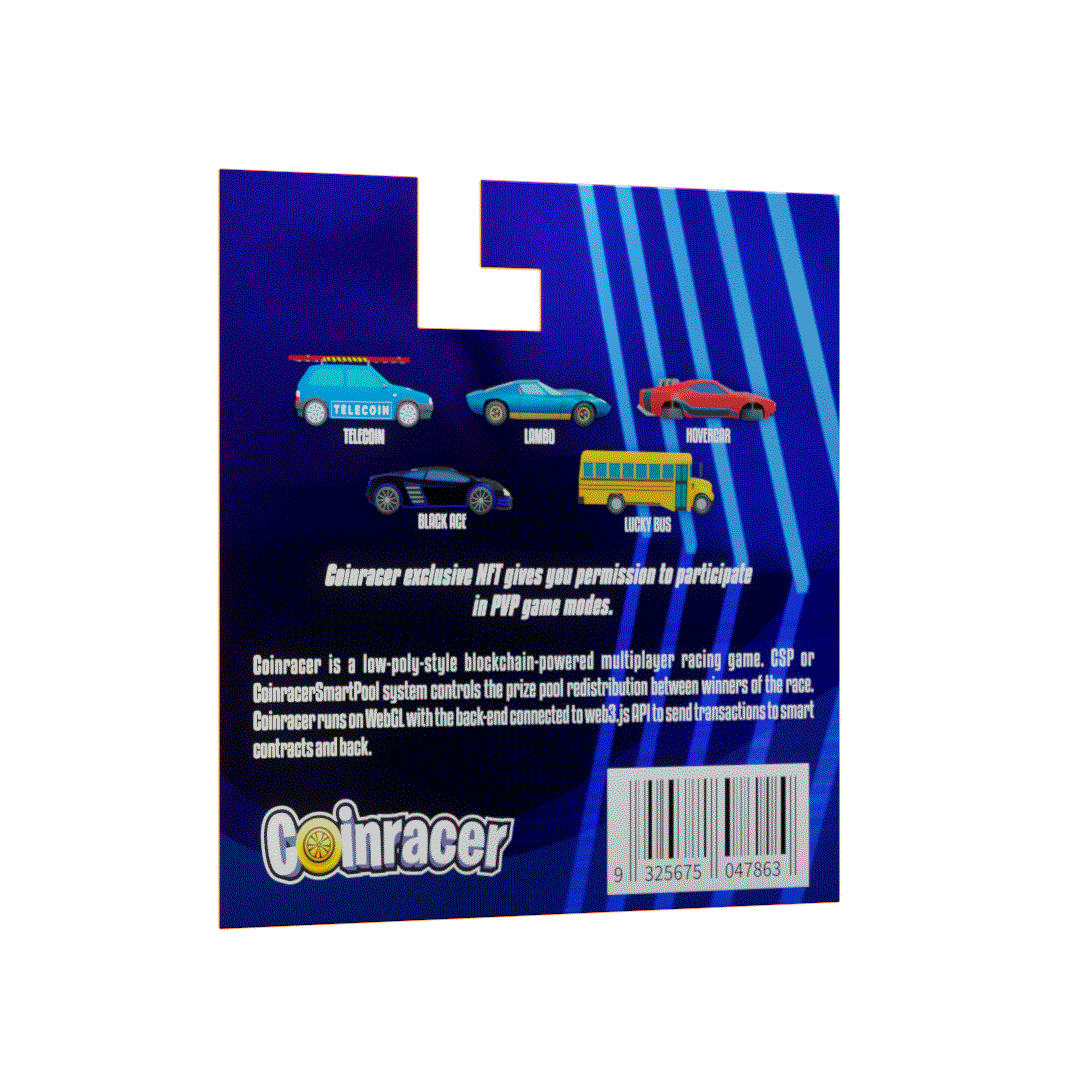 TELECOIN
TELECOIN LAMBO HOVERCAR
BLACK ACE LUCKY BUS
Coinracer exclusive NFT gives you permission to participate
in PVP game modes.
Coinracer is a low-poly-style blockchain-powered multiplayer racing game. CSP or
CoinracerSmartPool system controls the prize pool redistribution between winners of the race.
Coinracer runs on WebGL with the back-end connected to web3.js API to send transactions to smart
contracts and back.
Coinracer
9 325675 047863